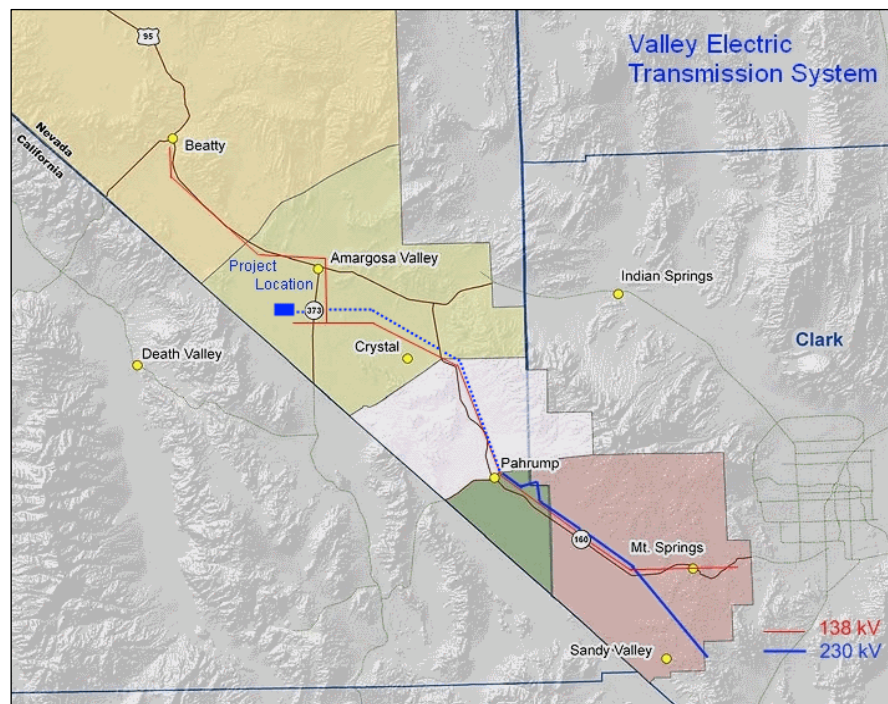 Valley Electric
Transmission System
95
Nevada
California
Beatty
Amargosa Valley
Project
Location
373
Indian Springs
Crystal
Death Valley
Clark
Pahrump
160
Mt. Springs
Sandy Valley
138 kV
230 kV